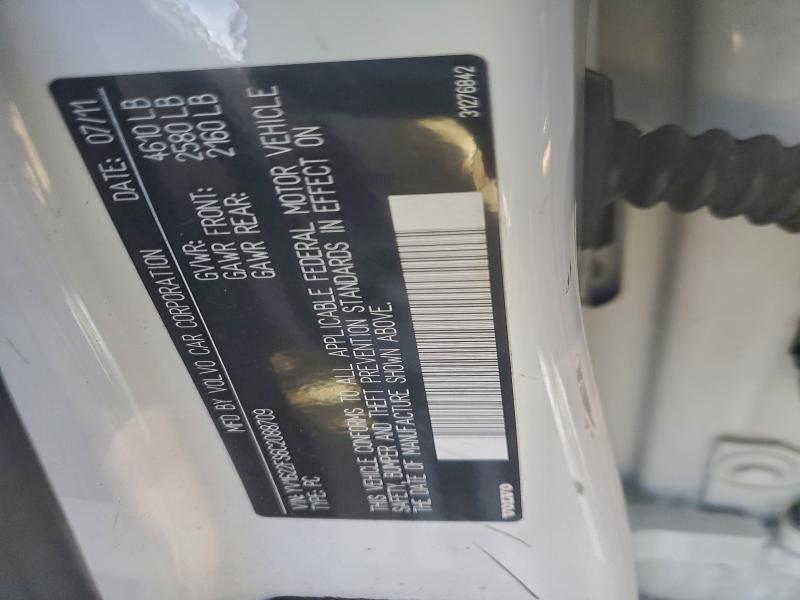 MFD BY VOLVO CAR CORPORATION DATE: 07/11
GVWR: 4610 LB
GAWR FRONT: 2580 LB
GAWR REAR: 2160 LB
VIN: YV1622FS6C2088709
TYPE: PC
THIS VEHICLE CONFORMS TO ALL APPLICABLE FEDERAL MOTOR VEHICLE
SAFETY, BUMPER AND THEFT PREVENTION STANDARDS IN EFFECT ON
THE DATE OF MANUFACTURE SHOWN ABOVE.
VOLVO 31276842